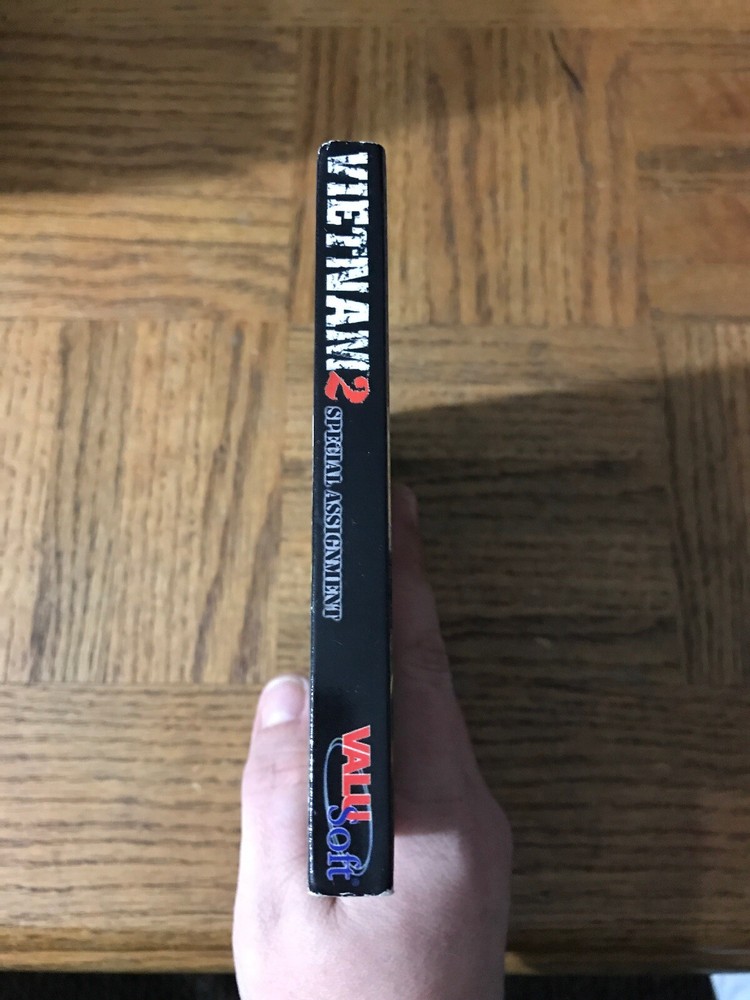 VIETNAM 2
SPECIAL ASSIGNMENT
VALU
Soft®